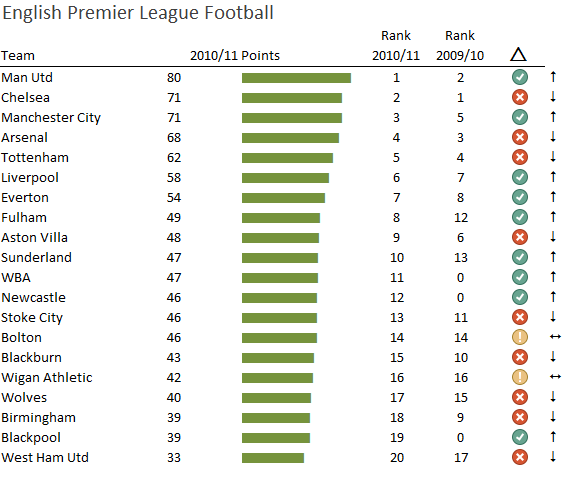 English Premier League Football
Rank Rank
Team 2010/11 Points 2010/11 2009/10 △
Man Utd 80 1 2 ↑
Chelsea 71 2 1 ↓
Manchester City 71 3 5 ↑
Arsenal 68 4 3 ↓
Tottenham 62 5 4 ↓
Liverpool 58 6 7 ↑
Everton 54 7 8 ↑
Fulham 49 8 12 ↑
Aston Villa 48 9 6 ↓
Sunderland 47 10 13 ↑
WBA 47 11 0 ↑
Newcastle 46 12 0 ↑
Stoke City 46 13 11 ↓
Bolton 46 14 14 ↔
Blackburn 43 15 10 ↓
Wigan Athletic 42 16 16 ↔
Wolves 40 17 15 ↓
Birmingham 39 18 9 ↓
Blackpool 39 19 0 ↑
West Ham Utd 33 20 17 ↓